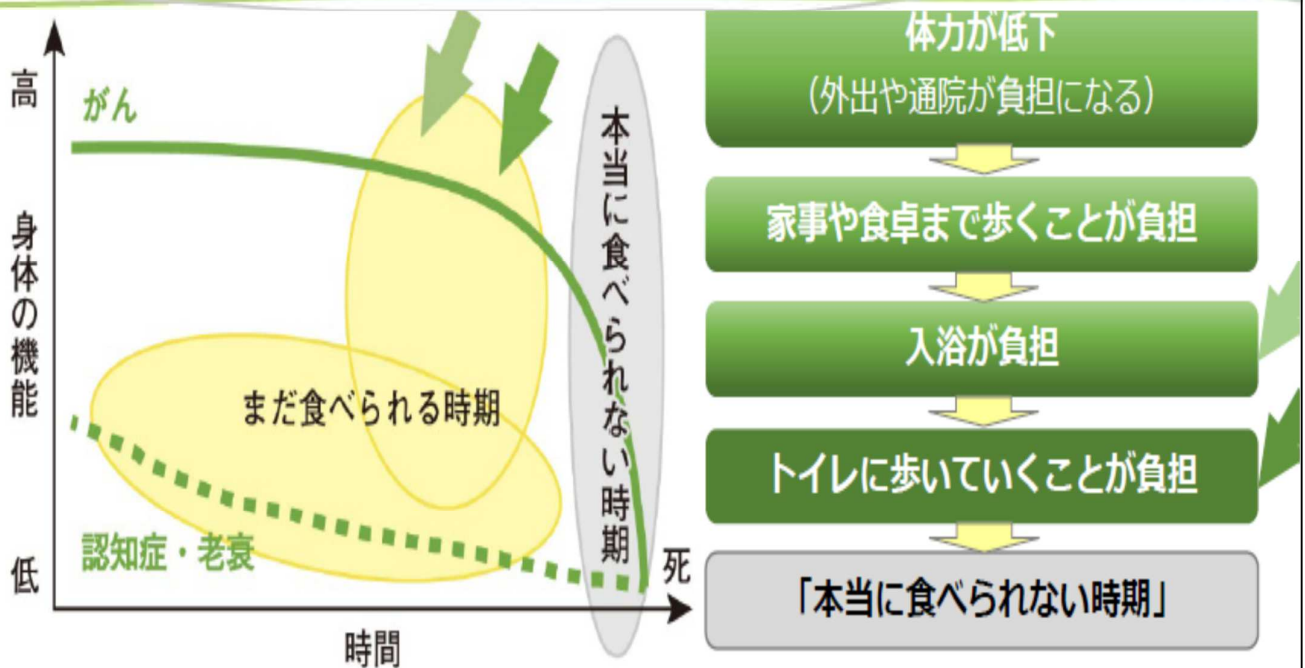 高
がん
身体の機能
まだ食べられる時期
認知症・老衰
低
本当に食べられない時期
死
時間
体力が低下
（外出や通院が負担になる）
家事や食卓まで歩くことが負担
入浴が負担
トイレに歩いていくことが負担
「本当に食べられない時期」